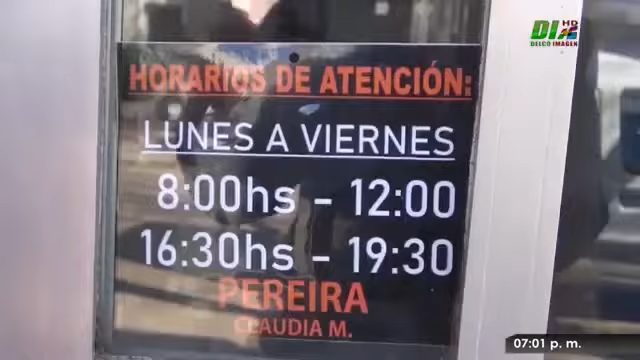 DIA HD
DELCO IMAGEN
HORARIOS DE ATENCIÓN:
LUNES A VIERNES
8:00hs - 12:00
16:30hs - 19:30
PEREIRA
CLAUDIA M.
07:01 p. m.